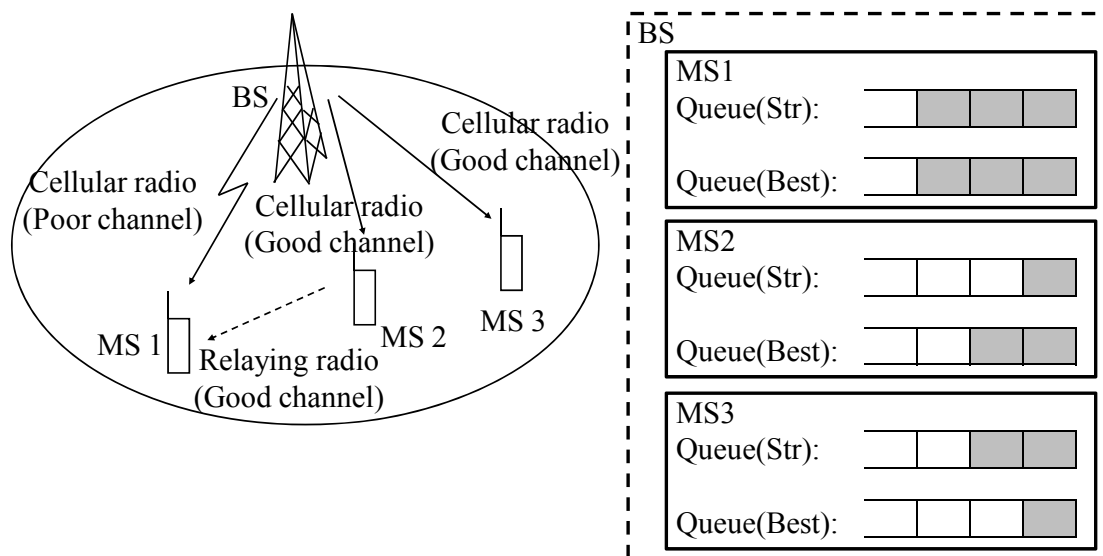 BS
Cellular radio
(Good channel)
Cellular radio
(Poor channel)
Cellular radio
(Good channel)
MS 1
MS 2
MS 3
Relaying radio
(Good channel)
BS
MS1
Queue(Str):
Queue(Best):
MS2
Queue(Str):
Queue(Best):
MS3
Queue(Str):
Queue(Best):